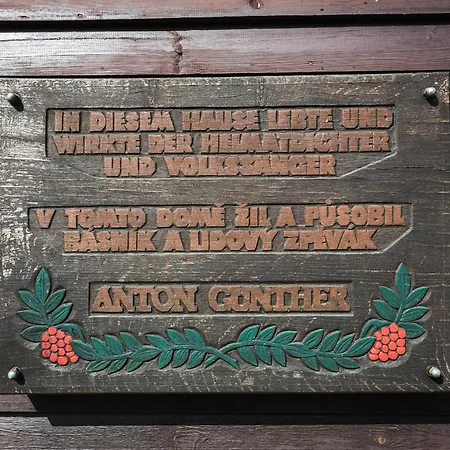 IN DIESEM HAUSE LEBTE UND
WIRKTE DER HEIMATDICHTER
UND VOLKSSÄNGER
V TOMTO DOMĚ ŽIL A PŮSOBIL
BÁSNÍK A LIDOVÝ ZPĚVÁK
ANTON GÜNTHER